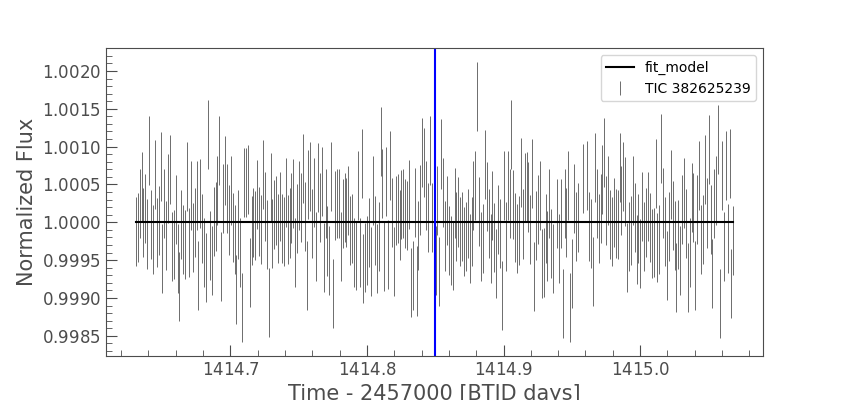 1.0020
1.0015
1.0010
1.0005
1.0000
0.9995
0.9990
0.9985
Normalized Flux
fit_model
TIC 382625239
1414.7 1414.8 1414.9 1415.0
Time - 2457000 [BTJD days]